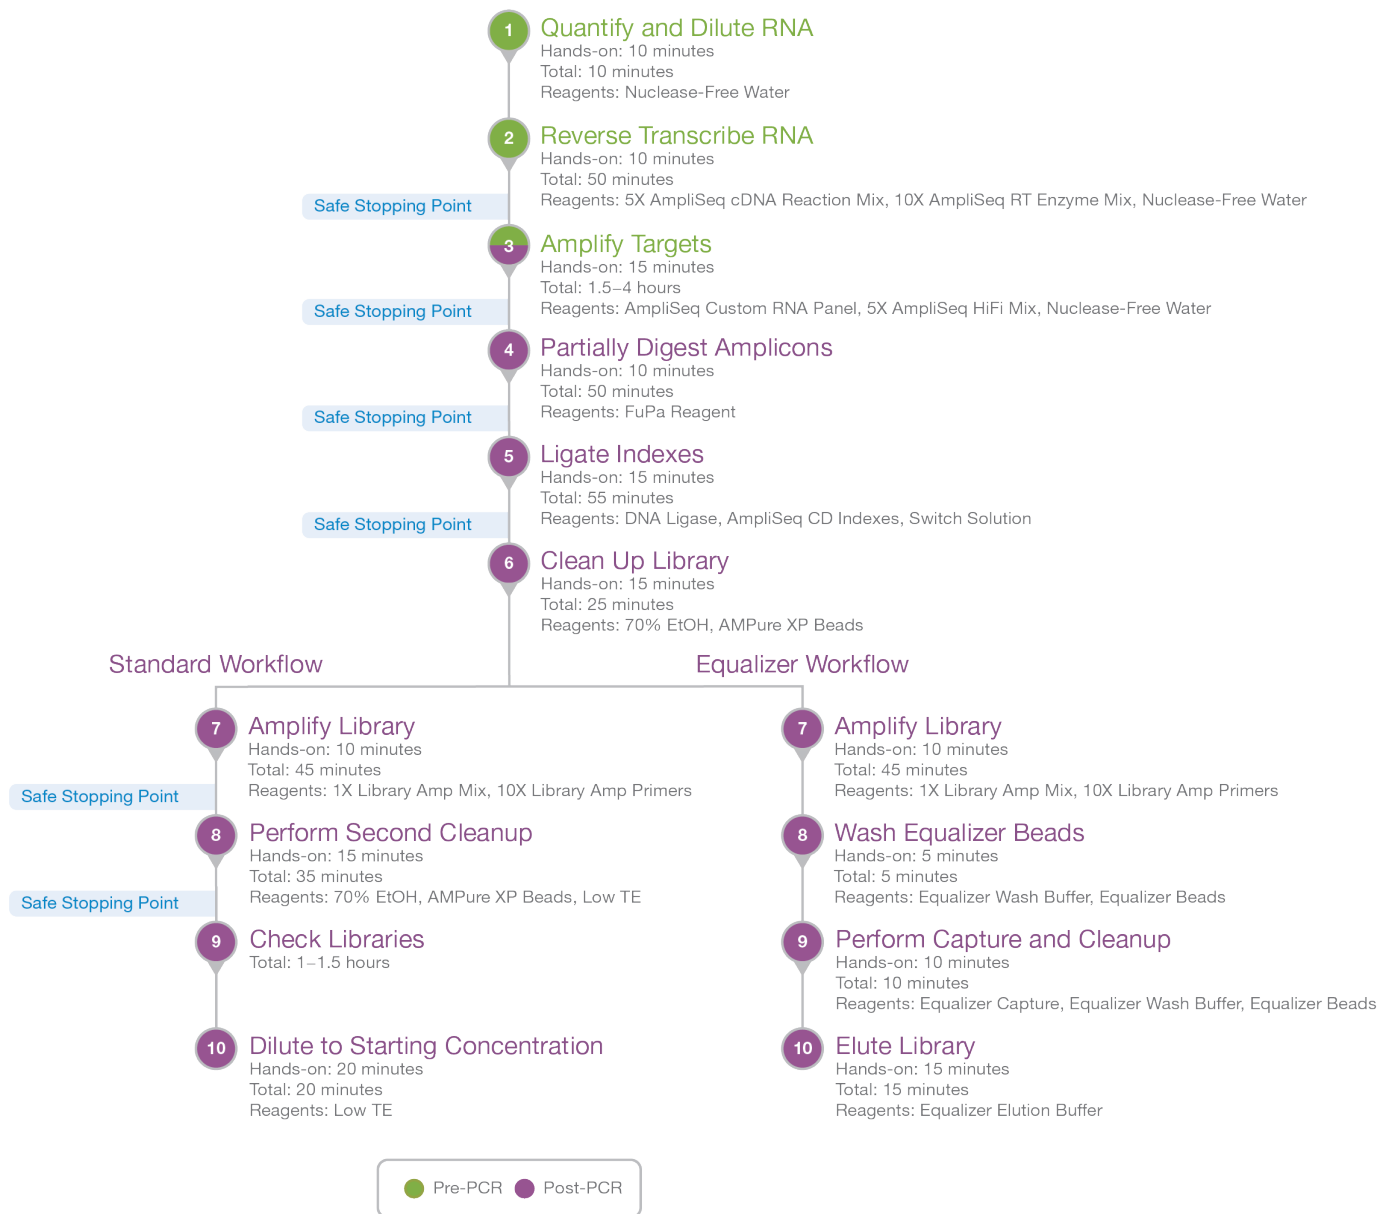 1
Quantify and Dilute RNA
Hands-on: 10 minutes
Total: 10 minutes
Reagents: Nuclease-Free Water
2
Reverse Transcribe RNA
Hands-on: 10 minutes
Total: 50 minutes
Reagents: 5X AmpliSeq cDNA Reaction Mix, 10X AmpliSeq RT Enzyme Mix, Nuclease-Free Water
Safe Stopping Point
3
Amplify Targets
Hands-on: 15 minutes
Total: 1.5–4 hours
Reagents: AmpliSeq Custom RNA Panel, 5X AmpliSeq HiFi Mix, Nuclease-Free Water
Safe Stopping Point
4
Partially Digest Amplicons
Hands-on: 10 minutes
Total: 50 minutes
Reagents: FuPa Reagent
Safe Stopping Point
5
Ligate Indexes
Hands-on: 15 minutes
Total: 55 minutes
Reagents: DNA Ligase, AmpliSeq CD Indexes, Switch Solution
Safe Stopping Point
6
Clean Up Library
Hands-on: 15 minutes
Total: 25 minutes
Reagents: 70% EtOH, AMPure XP Beads
Standard Workflow
7
Amplify Library
Hands-on: 10 minutes
Total: 45 minutes
Reagents: 1X Library Amp Mix, 10X Library Amp Primers
Safe Stopping Point
8
Perform Second Cleanup
Hands-on: 15 minutes
Total: 35 minutes
Reagents: 70% EtOH, AMPure XP Beads, Low TE
Safe Stopping Point
9
Check Libraries
Total: 1–1.5 hours
10
Dilute to Starting Concentration
Hands-on: 20 minutes
Total: 20 minutes
Reagents: Low TE
Equalizer Workflow
7
Amplify Library
Hands-on: 10 minutes
Total: 45 minutes
Reagents: 1X Library Amp Mix, 10X Library Amp Primers
8
Wash Equalizer Beads
Hands-on: 5 minutes
Total: 5 minutes
Reagents: Equalizer Wash Buffer, Equalizer Beads
9
Perform Capture and Cleanup
Hands-on: 10 minutes
Total: 10 minutes
Reagents: Equalizer Capture, Equalizer Wash Buffer, Equalizer Beads
10
Elute Library
Hands-on: 15 minutes
Total: 15 minutes
Reagents: Equalizer Elution Buffer
Pre-PCR
Post-PCR